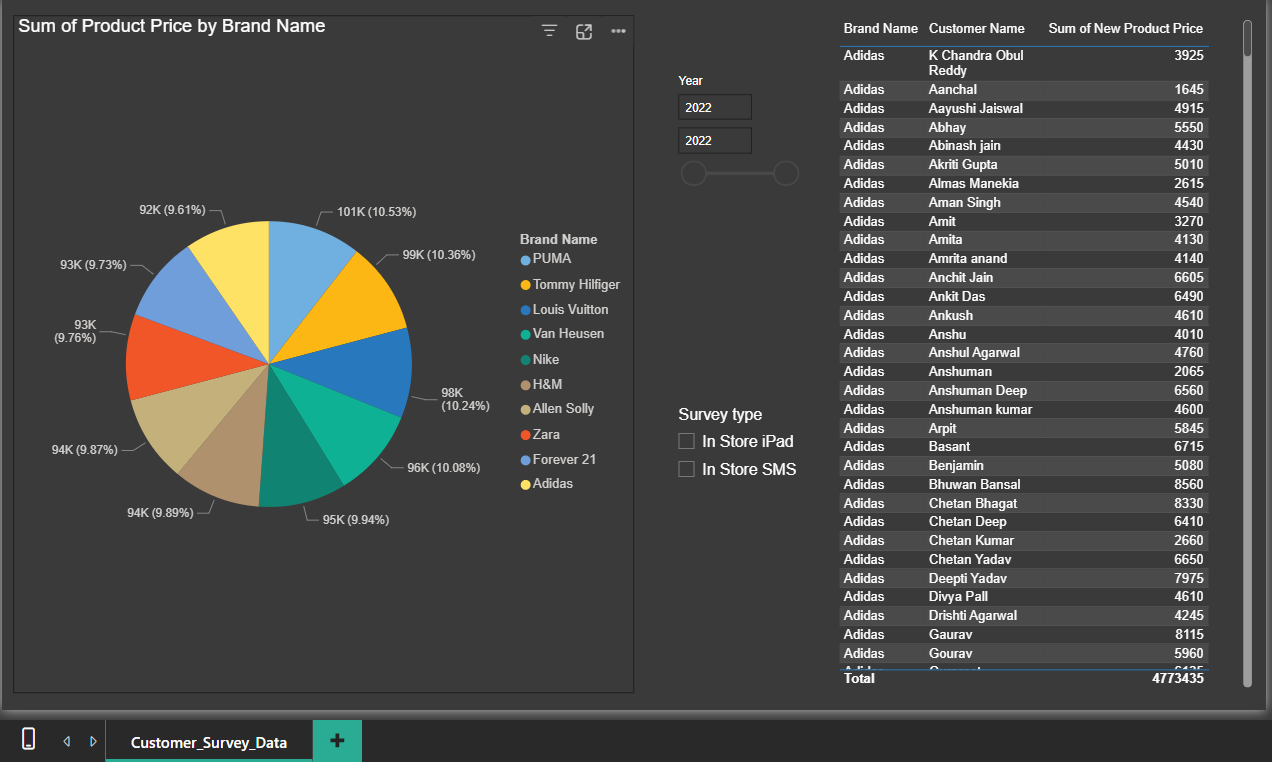 Sum of Product Price by Brand Name
92K (9.61%)
101K (10.53%)
93K (9.73%)
99K (10.36%)
93K
(9.76%)
98K
(10.24%)
94K (9.87%)
96K (10.08%)
94K (9.89%)
95K (9.94%)
Brand Name
PUMA
Tommy Hilfiger
Louis Vuitton
Van Heusen
Nike
H&M
Allen Solly
Zara
Forever 21
Adidas
Year
2022
2022
Survey type
In Store iPad
In Store SMS
Brand Name Customer Name Sum of New Product Price
Adidas K Chandra Obul 3925
Reddy
Adidas Aanchal 1645
Adidas Aayushi Jaiswal 4915
Adidas Abhay 5550
Adidas Abinash jain 4430
Adidas Akriti Gupta 5010
Adidas Almas Manekia 2615
Adidas Aman Singh 4540
Adidas Amit 3270
Adidas Amita 4130
Adidas Amrita anand 4140
Adidas Anchit Jain 6605
Adidas Ankit Das 6490
Adidas Ankush 4610
Adidas Anshu 4010
Adidas Anshul Agarwal 4760
Adidas Anshuman 2065
Adidas Anshuman Deep 6560
Adidas Anshuman kumar 4600
Adidas Arpit 5845
Adidas Basant 6715
Adidas Benjamin 5080
Adidas Bhuwan Bansal 8560
Adidas Chetan Bhagat 8330
Adidas Chetan Deep 6410
Adidas Chetan Kumar 2660
Adidas Chetan Yadav 6650
Adidas Deepti Yadav 7975
Adidas Divya Pall 4610
Adidas Drishti Agarwal 4245
Adidas Gaurav 8115
Adidas Gourav 5960
Total 4773435
Customer_Survey_Data